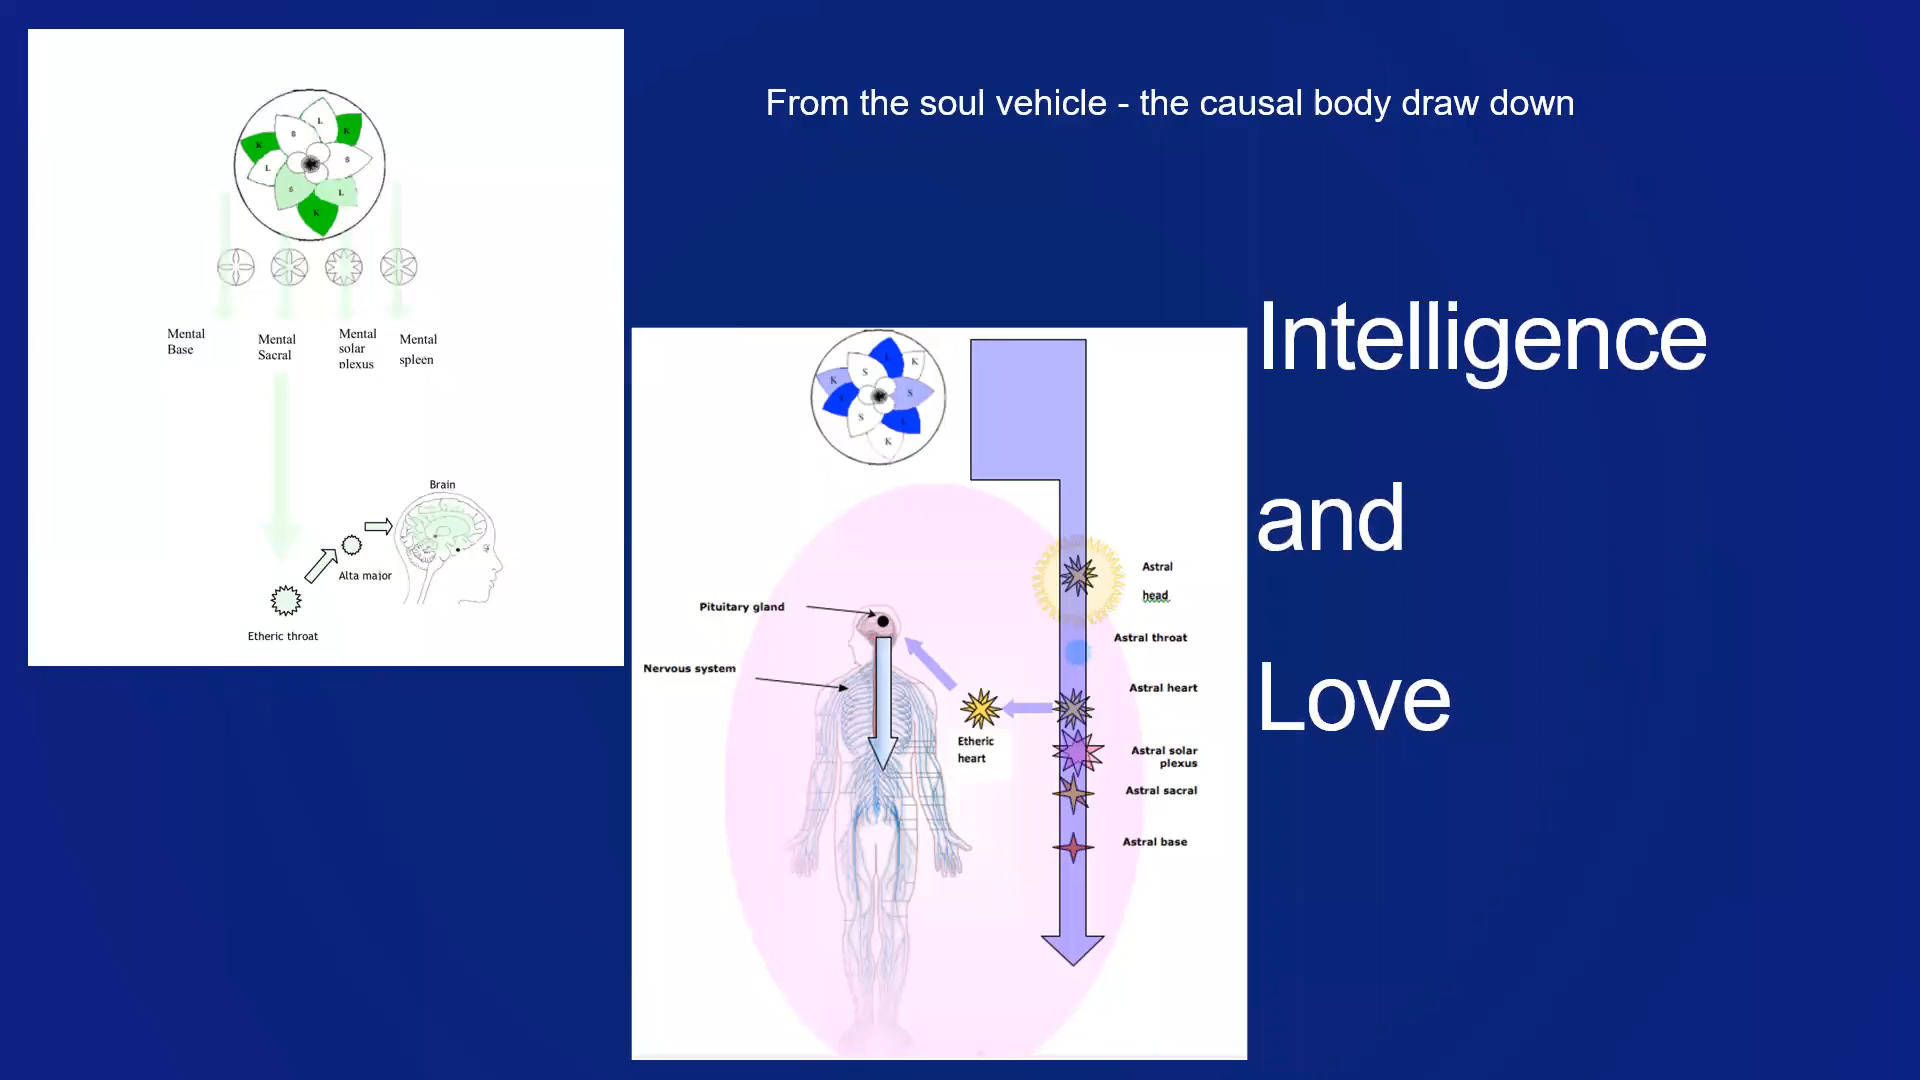 From the soul vehicle - the causal body draw down
L
S
K
K
L
S
S
L
K
Mental
Base
Mental
Sacral
Mental
solar
plexus
Mental
spleen
Brain
Alta major
Etheric throat
L
K
S
K
S
L
S
K
Pituitary gland
Nervous system
Etheric
heart
Astral
head
Astral throat
Astral heart
Astral solar
plexus
Astral sacral
Astral base
Intelligence
and
Love